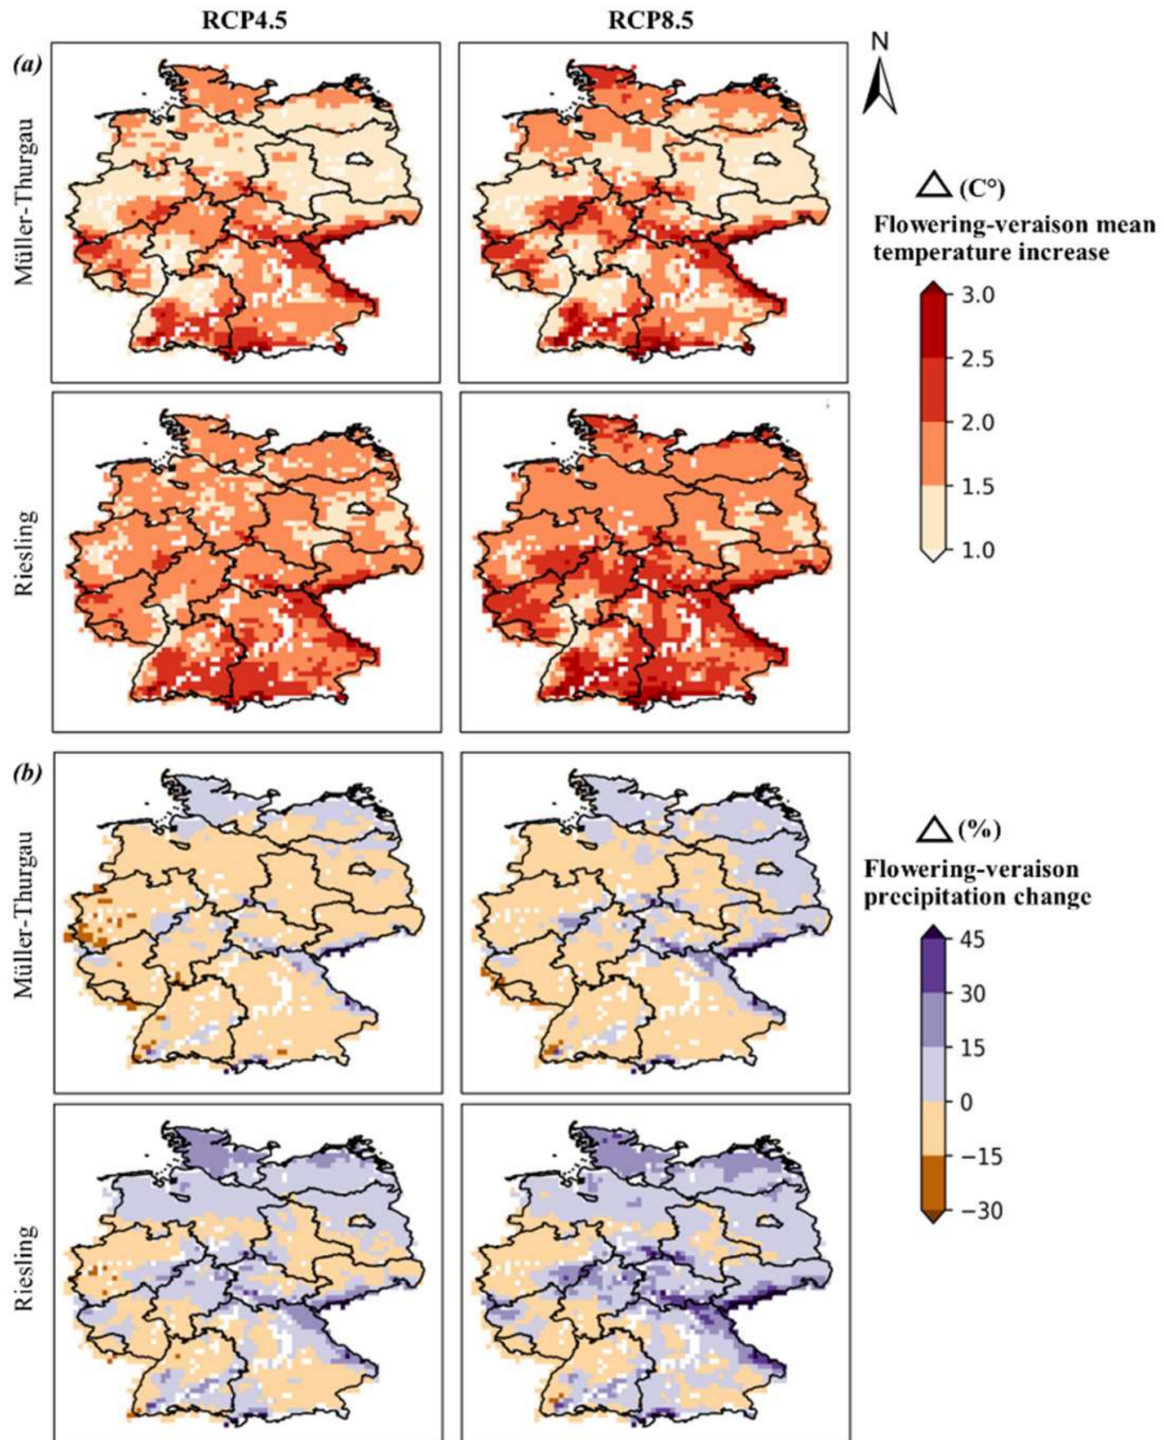 RCP4.5
RCP8.5
(a)
N
Müller-Thurgau
△ (C°)
Flowering-veraison mean
temperature increase
3.0
2.5
2.0
1.5
1.0
Riesling
(b)
Müller-Thurgau
△ (%)
Flowering-veraison
precipitation change
45
30
15
0
−15
−30
Riesling